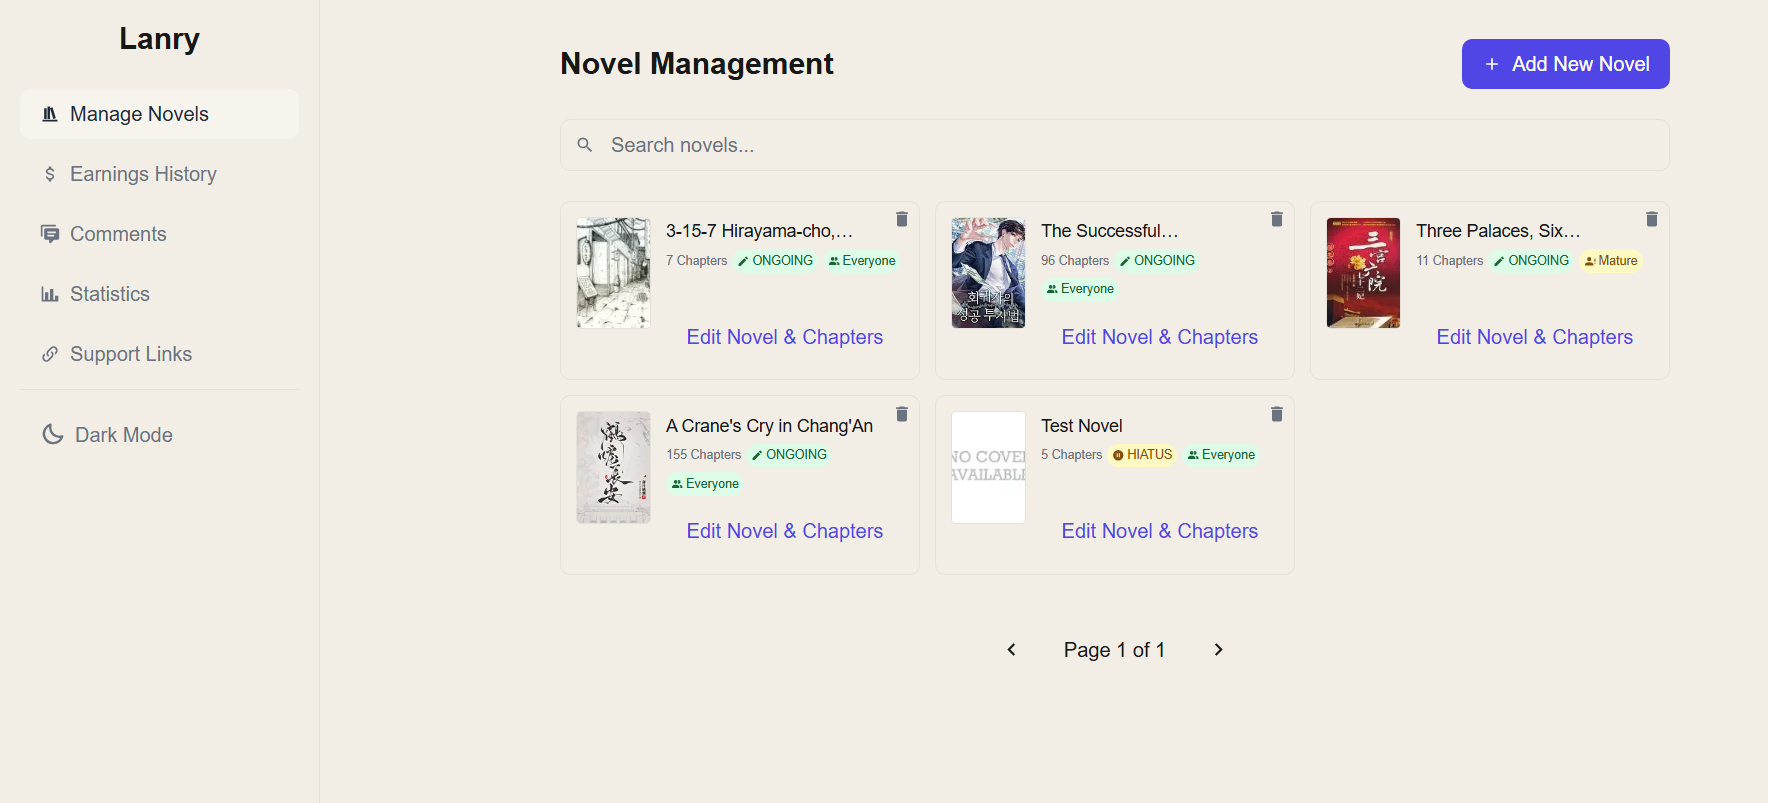 Lanry
Manage Novels
Earnings History
Comments
Statistics
Support Links
Dark Mode
Novel Management
+ Add New Novel
Search novels...
3-15-7 Hirayama-cho,...
7 Chapters ONGOING Everyone
Edit Novel & Chapters
회귀자의
성공 투자법
The Successful...
96 Chapters ONGOING
Everyone
Edit Novel & Chapters
三宫六院
Three Palaces, Six...
11 Chapters ONGOING Mature
Edit Novel & Chapters
A Crane's Cry in Chang'An
155 Chapters ONGOING
Everyone
Edit Novel & Chapters
NO COVER
AVAILABLE
Test Novel
5 Chapters HIATUS Everyone
Edit Novel & Chapters
Page 1 of 1